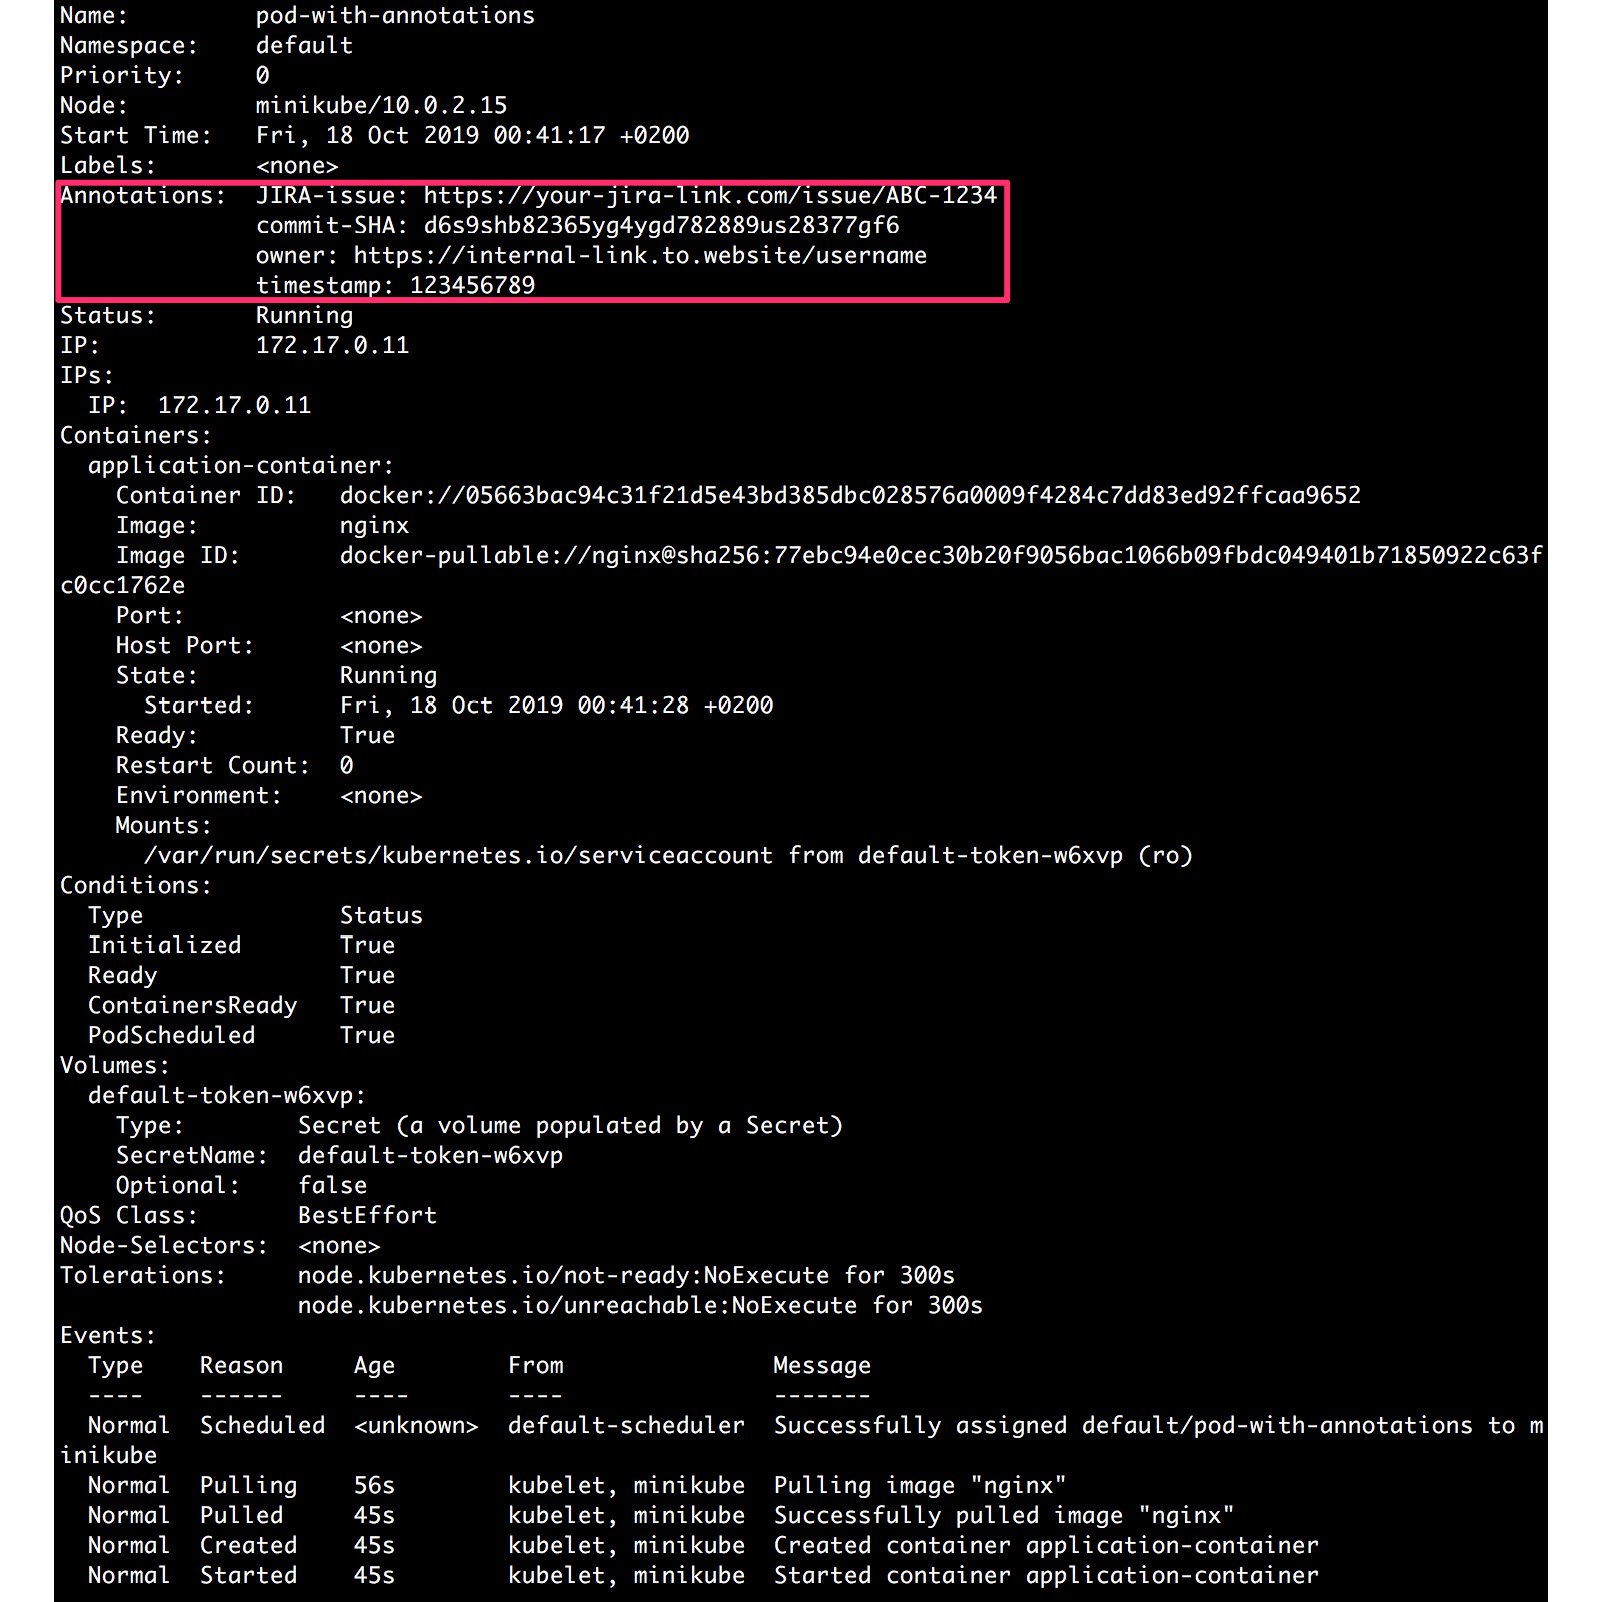 Name:         pod-with-annotations
Namespace:    default
Priority:     0
Node:         minikube/10.0.2.15
Start Time:   Fri, 18 Oct 2019 00:41:17 +0200
Labels:       <none>
Annotations:  JIRA-issue: https://your-jira-link.com/issue/ABC-1234
              commit-SHA: d6s9shb82365yg4ygd782889us28377gf6
              owner: https://internal-link.to.website/username
              timestamp: 123456789
Status:       Running
IP:           172.17.0.11
IPs:
  IP:  172.17.0.11
Containers:
  application-container:
    Container ID:   docker://05663bac94c31f21d5e43bd385dbc028576a0009f4284c7dd83ed92ffcaa9652
    Image:          nginx
    Image ID:       docker-pullable://nginx@sha256:77ebc94e0cec30b20f9056bac1066b09fbdc049401b71850922c63f
c0cc1762e
    Port:           <none>
    Host Port:      <none>
    State:          Running
      Started:      Fri, 18 Oct 2019 00:41:28 +0200
    Ready:          True
    Restart Count:  0
    Environment:    <none>
    Mounts:
      /var/run/secrets/kubernetes.io/serviceaccount from default-token-w6xvp (ro)
Conditions:
  Type              Status
  Initialized       True
  Ready             True
  ContainersReady   True
  PodScheduled      True
Volumes:
  default-token-w6xvp:
    Type:        Secret (a volume populated by a Secret)
    SecretName:  default-token-w6xvp
    Optional:    false
QoS Class:       BestEffort
Node-Selectors:  <none>
Tolerations:     node.kubernetes.io/not-ready:NoExecute for 300s
                 node.kubernetes.io/unreachable:NoExecute for 300s
Events:
  Type    Reason     Age        From               Message
  ----    ------     ----       ----               -------
  Normal  Scheduled  <unknown>  default-scheduler  Successfully assigned default/pod-with-annotations to m
inikube
  Normal  Pulling    56s        kubelet, minikube  Pulling image "nginx"
  Normal  Pulled     45s        kubelet, minikube  Successfully pulled image "nginx"
  Normal  Created    45s        kubelet, minikube  Created container application-container
  Normal  Started    45s        kubelet, minikube  Started container application-container